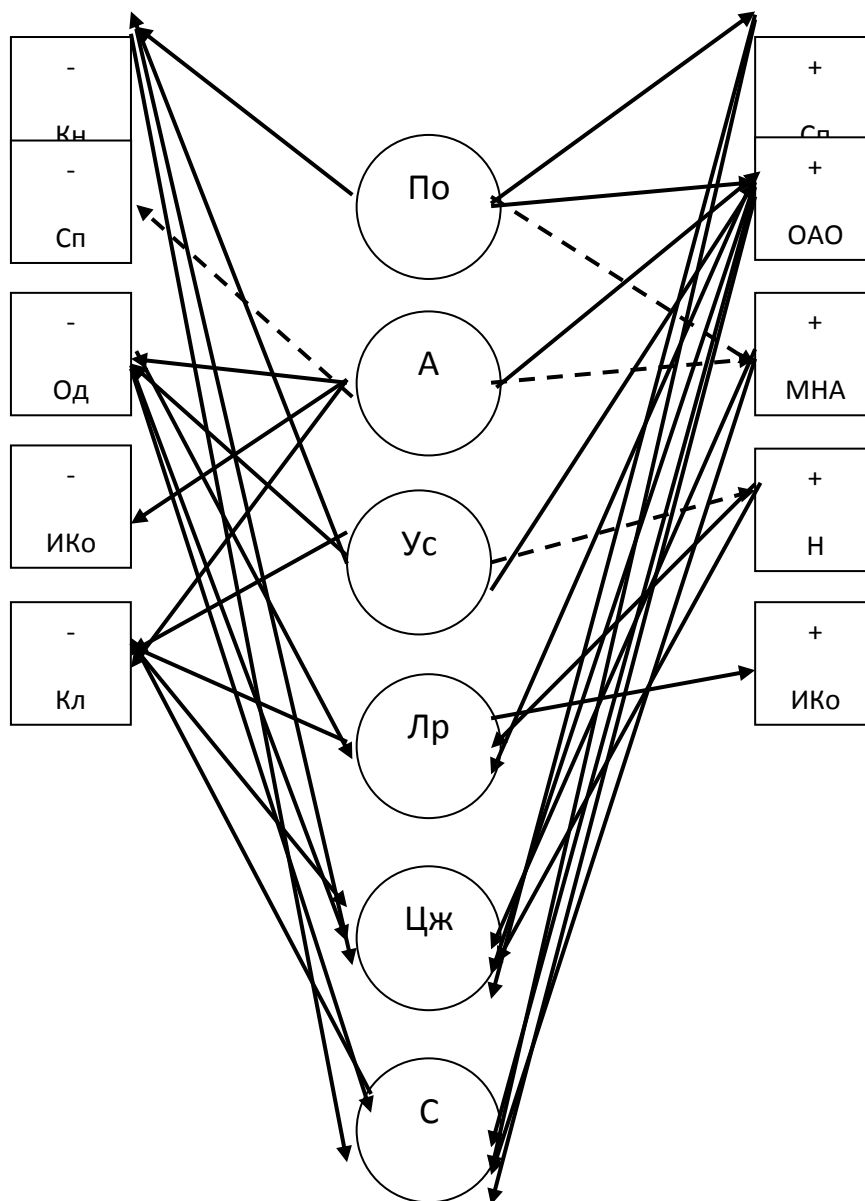 -
Кн
-
Сп
-
Од
-
ИКо
-
Кл
По
А
Ус
Лр
Цж
С
+
Сп
+
ОАО
+
МНА
+
Н
+
ИКо